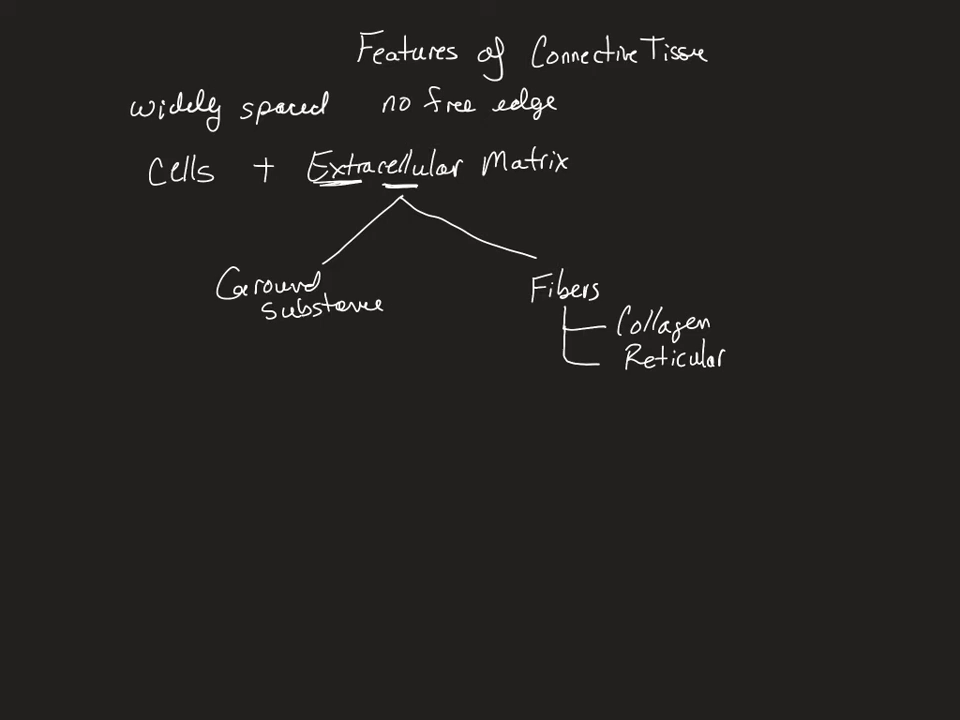 Features of Connective Tissue
widely spaced no free edge
Cells + Extracellular Matrix
Ground
substance
Fibers
Collagen
Reticular